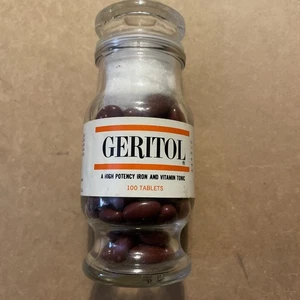 GERITOL®
A HIGH POTENCY IRON AND VITAMIN TONIC
100 TABLETS